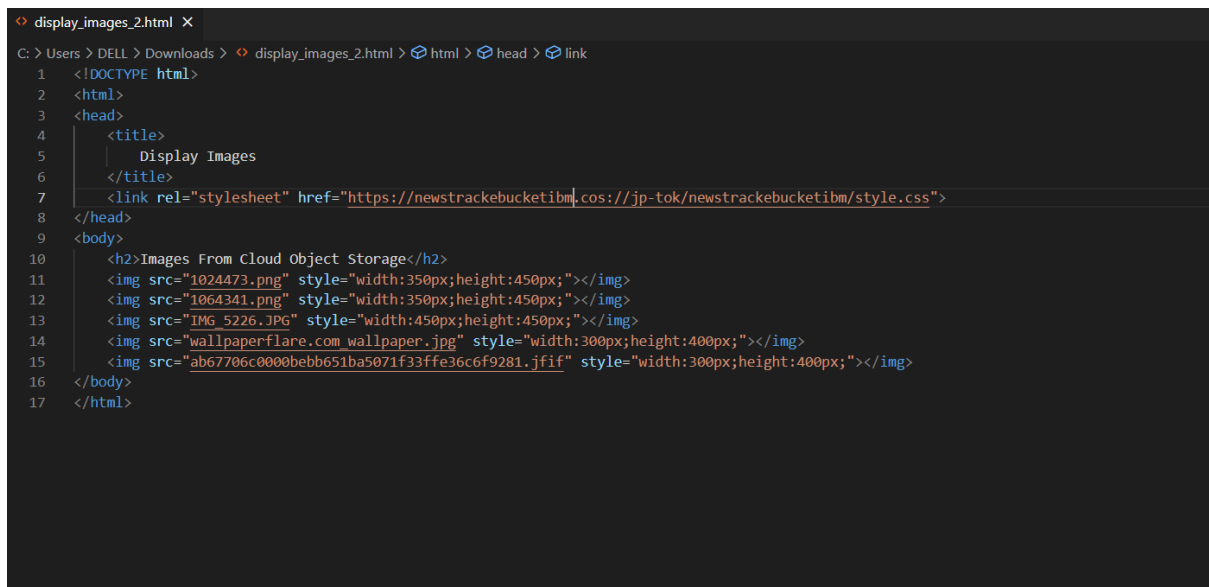 display_images_2.html
C: > Users > DELL > Downloads > display_images_2.html > html > head > link
1 <!DOCTYPE html>
2 <html>
3 <head>
4 <title>
5 Display Images
6 </title>
7 <link rel="stylesheet" href="https://newstrackebucketibm.cos://jp-tok/newstrackebucketibm/style.css">
8 </head>
9 <body>
10 <h2>Images From Cloud Object Storage</h2>
11 <img src="1024473.png" style="width:350px;height:450px;"></img>
12 <img src="1064341.png" style="width:350px;height:450px;"></img>
13 <img src="IMG_5226.JPG" style="width:450px;height:450px;"></img>
14 <img src="wallpaperflare.com_wallpaper.jpg" style="width:300px;height:400px;"></img>
15 <img src="ab67706c0000bebb651ba5071f33ffe36c6f9281.jfif" style="width:300px;height:400px;"></img>
16 </body>
17 </html>